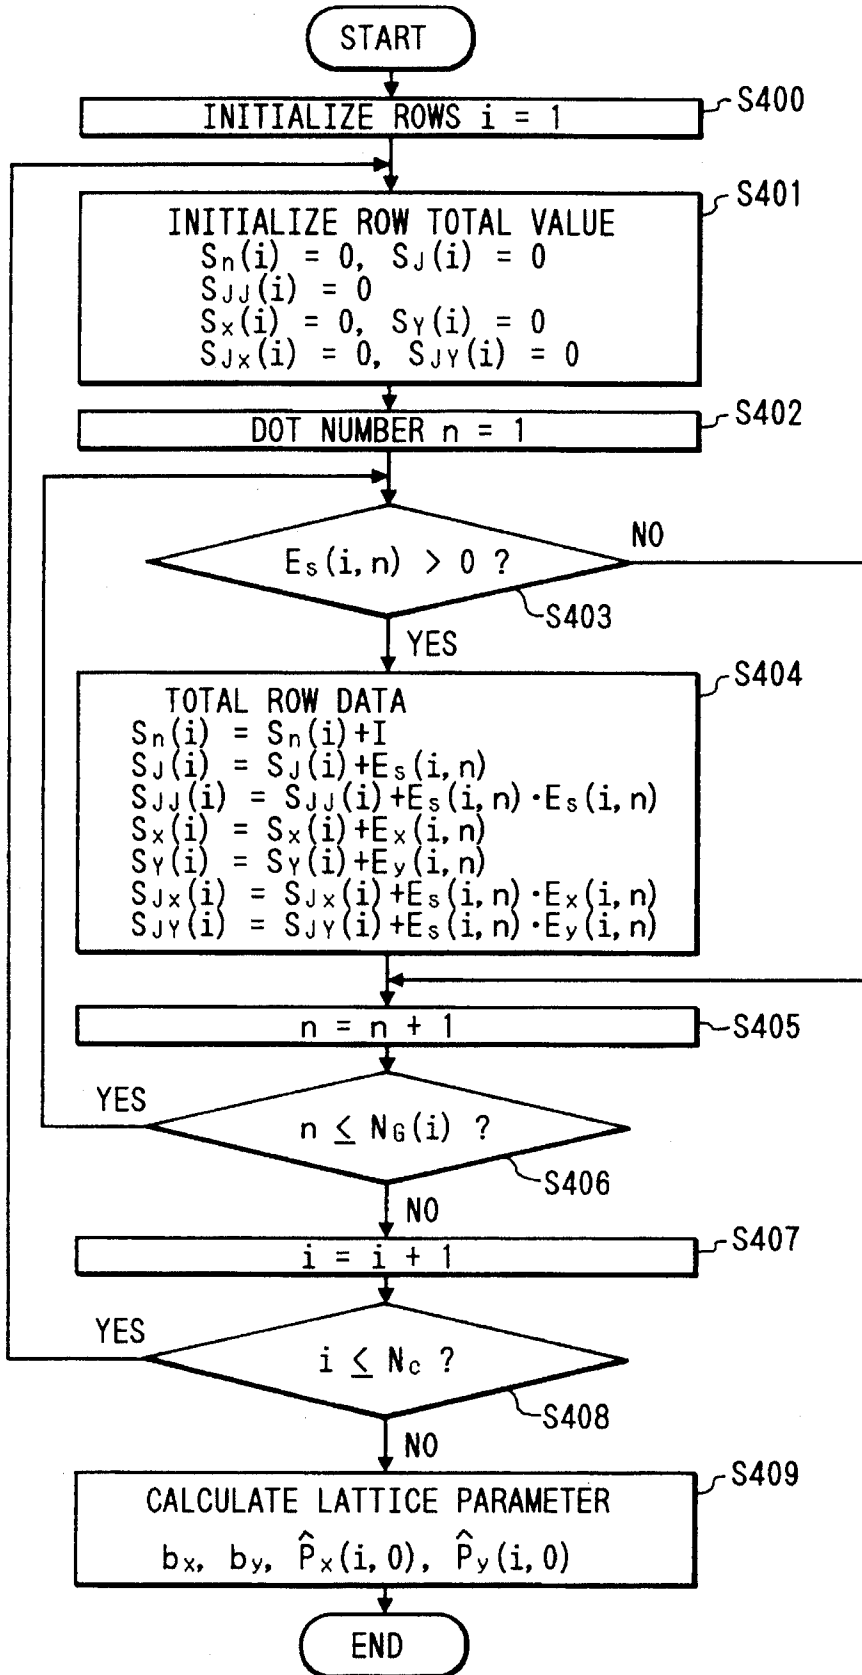 START
INITIALIZE ROWS i = 1
S400
INITIALIZE ROW TOTAL VALUE
Sn(i) = 0, SJ(i) = 0
SJJ(i) = 0
Sx(i) = 0, SY(i) = 0
SJx(i) = 0, SJY(i) = 0
S401
DOT NUMBER n = 1
S402
Es(i,n) > 0 ?
NO
S403
YES
TOTAL ROW DATA
Sn(i) = Sn(i)+I
SJ(i) = SJ(i)+Es(i,n)
SJJ(i) = SJJ(i)+Es(i,n)·Es(i,n)
Sx(i) = Sx(i)+Ex(i,n)
SY(i) = SY(i)+Ey(i,n)
SJx(i) = SJx(i)+Es(i,n)·Ex(i,n)
SJY(i) = SJY(i)+Es(i,n)·Ey(i,n)
S404
n = n + 1
S405
YES
n ≤ NG(i) ?
S406
NO
i = i + 1
S407
YES
i ≤ Nc ?
S408
NO
CALCULATE LATTICE PARAMETER
bx, by, P̂x(i,0), P̂y(i,0)
S409
END